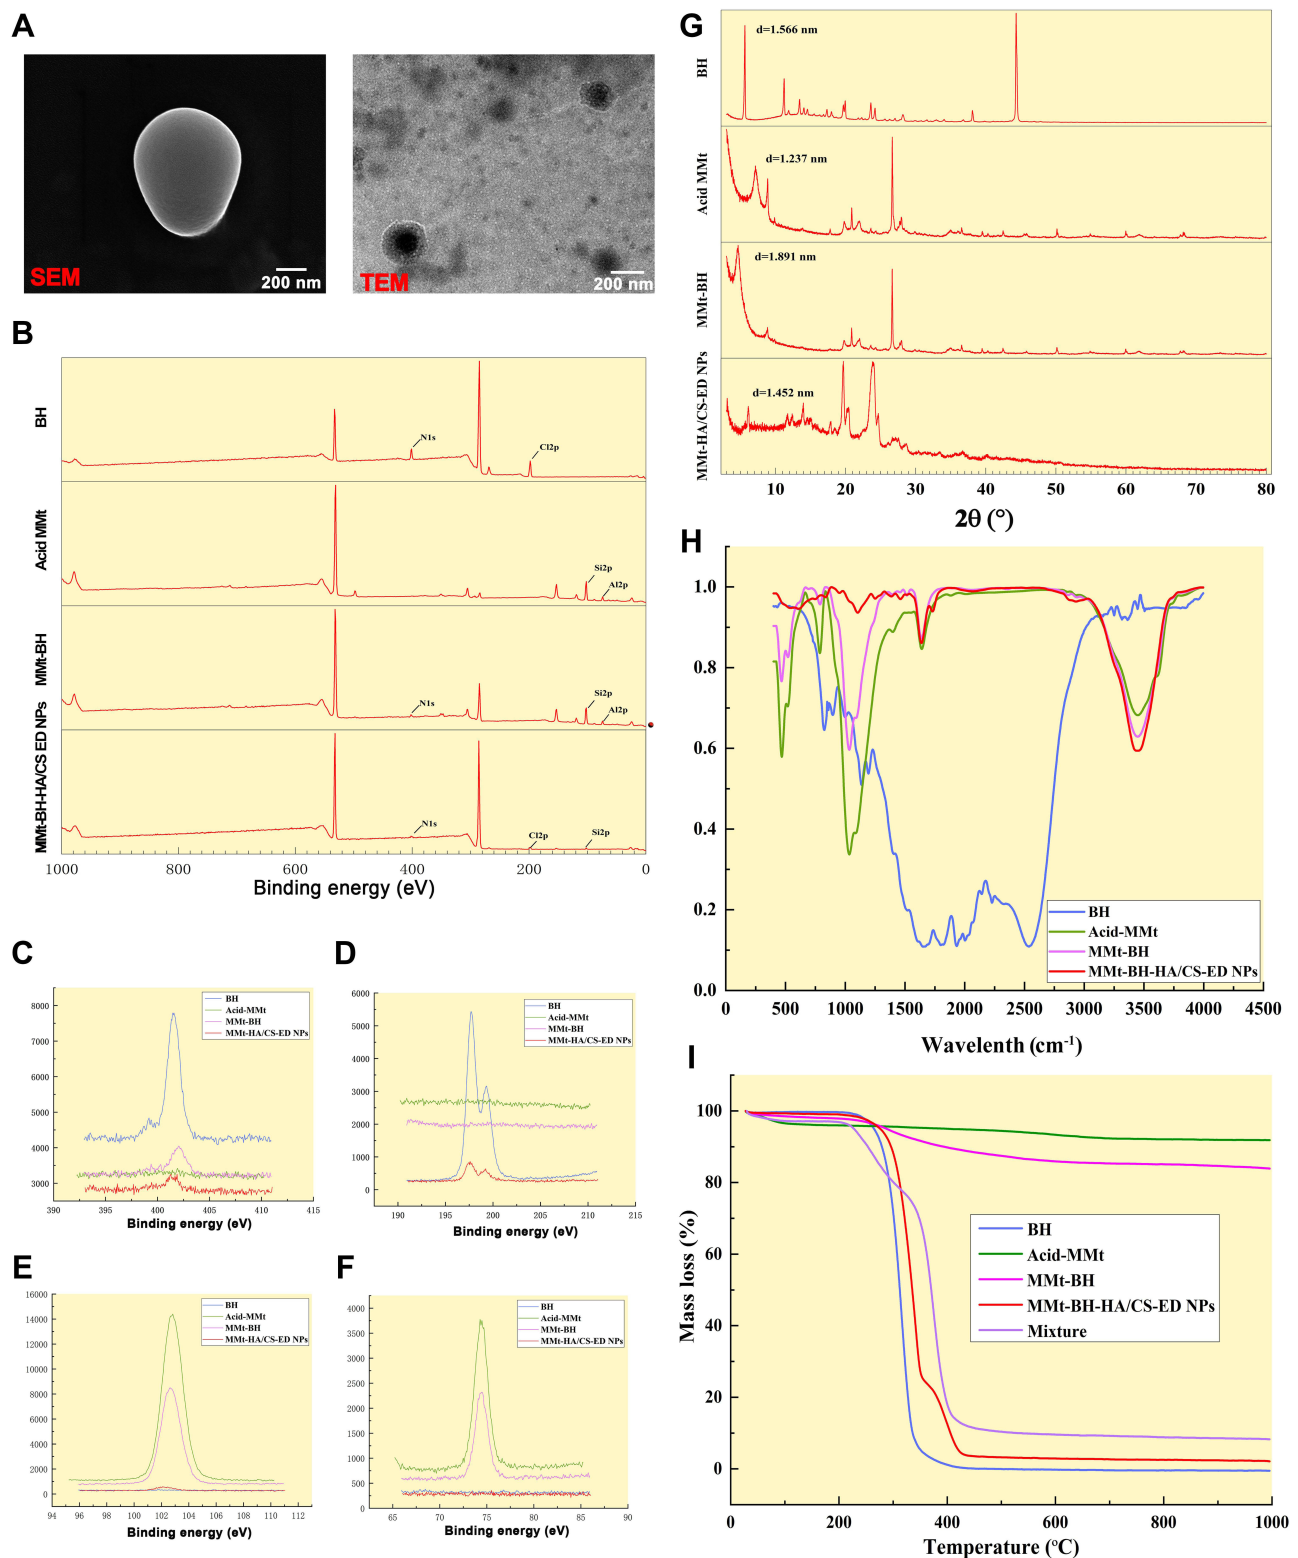 A
SEM
200 nm
TEM
200 nm
B
BH
Acid MMt
MMt-BH
MMt-BH-HA/CS ED NPs
N1s
Cl2p
Si2p
Al2p
N1s
Si2p
Al2p
N1s
Cl2p
Si2p
1000
800
600
400
200
0
Binding energy (eV)
C
BH
Acid-MMt
MMt-BH
MMt-HA/CS-ED NPs
8000
7000
6000
5000
4000
3000
390
395
400
405
410
415
Binding energy (eV)
D
BH
Acid-MMt
MMt-BH
MMt-HA/CS-ED NPs
6000
5000
4000
3000
2000
1000
0
190
195
200
205
210
215
Binding energy (eV)
E
BH
Acid-MMt
MMt-BH
MMt-HA/CS-ED NPs
16000
14000
12000
10000
8000
6000
4000
2000
0
94
96
98
100
102
104
106
108
110
112
Binding energy (eV)
F
BH
Acid-MMt
MMt-BH
MMt-HA/CS-ED NPs
4000
3500
3000
2500
2000
1500
1000
500
0
65
70
75
80
85
90
Binding energy (eV)
G
BH
Acid MMt
MMt-BH
MMt-HA/CS-ED NPs
d=1.566 nm
d=1.237 nm
d=1.891 nm
d=1.452 nm
10
20
30
40
50
60
70
80
2θ (°)
H
1.0
0.8
0.6
0.4
0.2
0.0
BH
Acid-MMt
MMt-BH
MMt-BH-HA/CS-ED NPs
0
500
1000
1500
2000
2500
3000
3500
4000
4500
Wavelenth (cm⁻¹)
I
Mass loss (%)
100
80
60
40
20
0
BH
Acid-MMt
MMt-BH
MMt-BH-HA/CS-ED NPs
Mixture
0
200
400
600
800
1000
Temperature (°C)